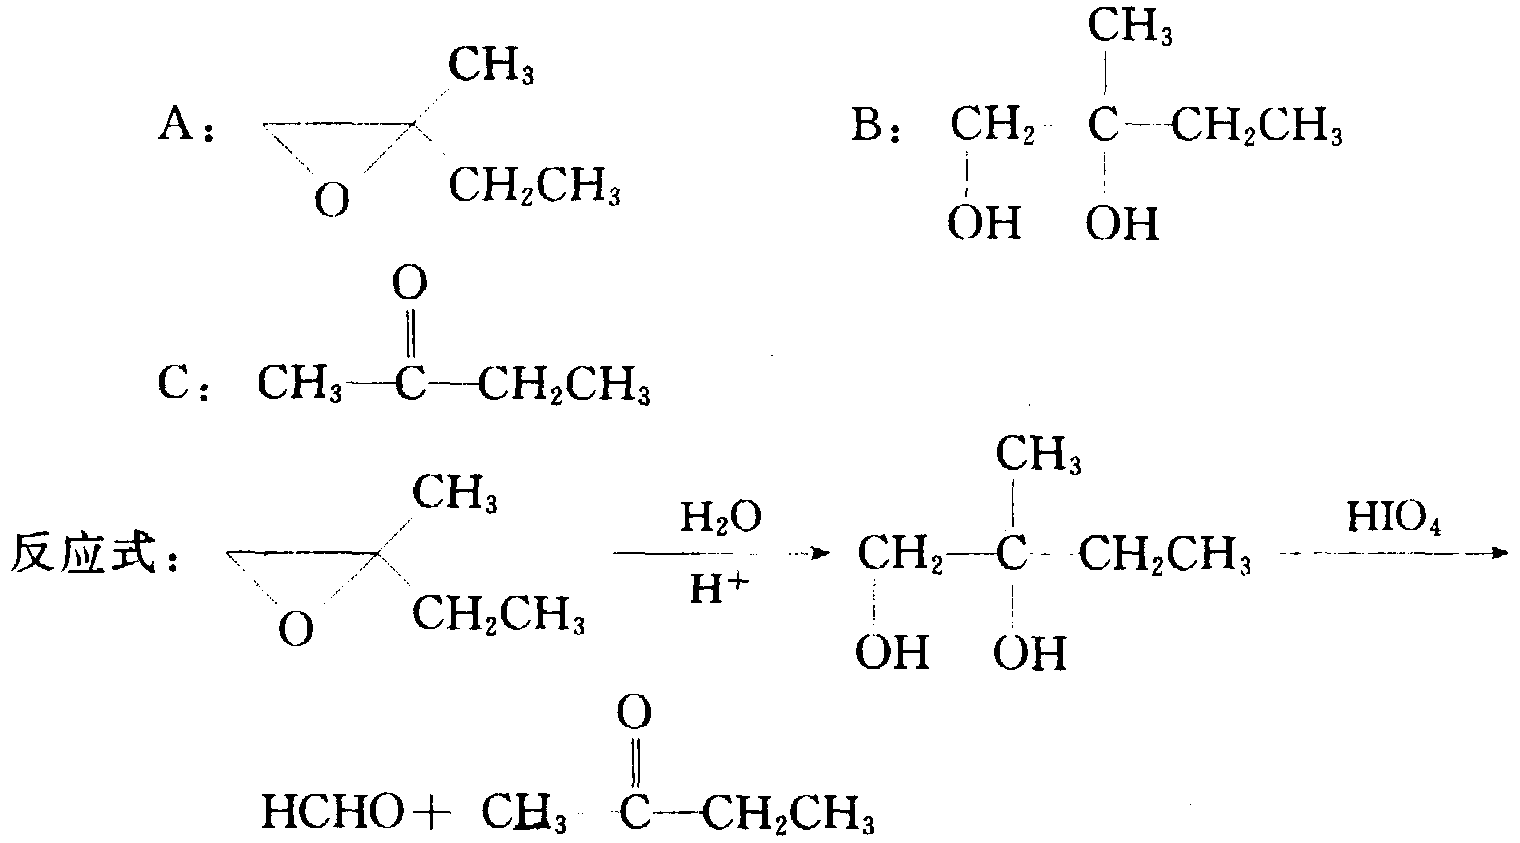 CH₃
CH₃
A： B： CH₂ C—CH₂CH₃
O CH₂CH₃
OH OH
O
C： CH₃—C—CH₂CH₃
CH₃
CH₃
反应式： H₂O CH₂—C CH₂CH₃ HIO₄
H⁺
O CH₂CH₃
OH OH
O
HCHO+ CH₃ C—CH₂CH₃